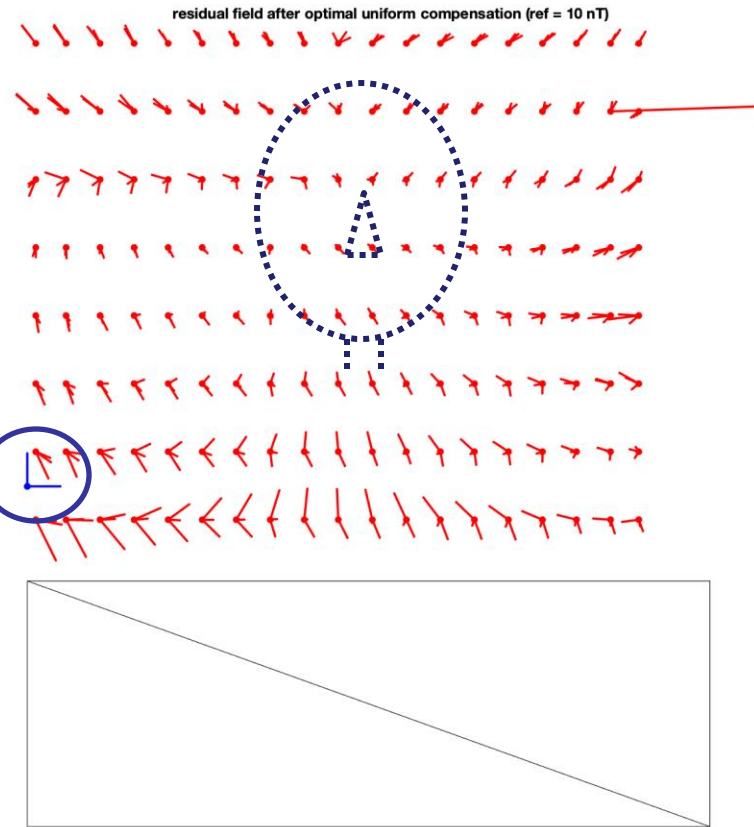 residual field after optimal uniform compensation (ref = 10 nT)